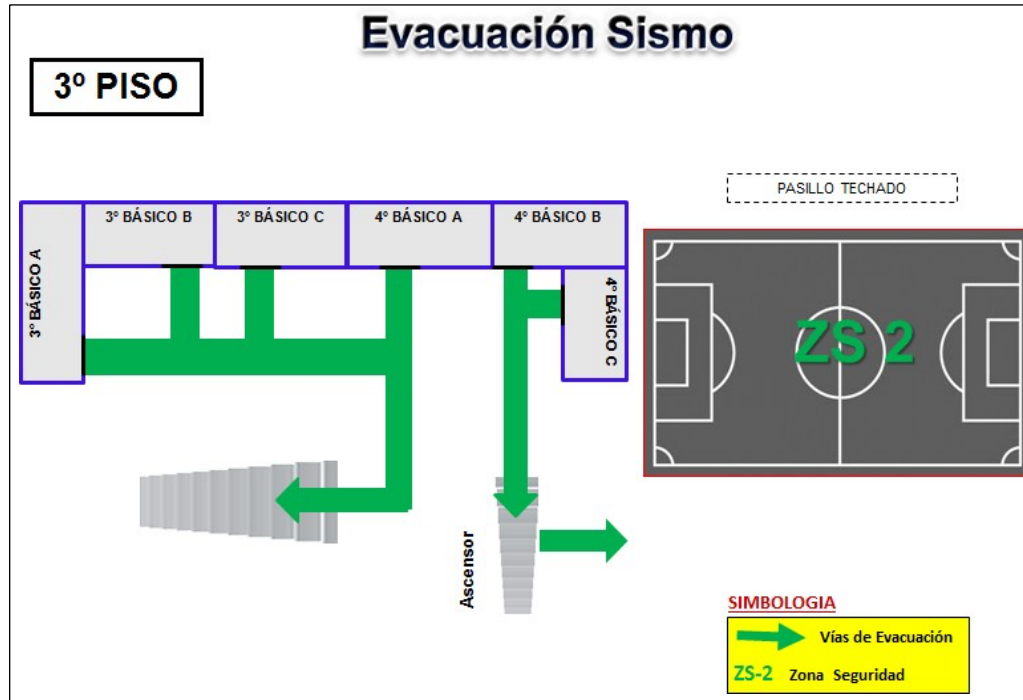 Evacuación Sismo
3º PISO
PASILLO TECHADO
3º BÁSICO A
3º BÁSICO B
3º BÁSICO C
4º BÁSICO A
4º BÁSICO B
4º BÁSICO C
ZS 2
Ascensor
SIMBOLOGIA
Vías de Evacuación
ZS-2 Zona Seguridad